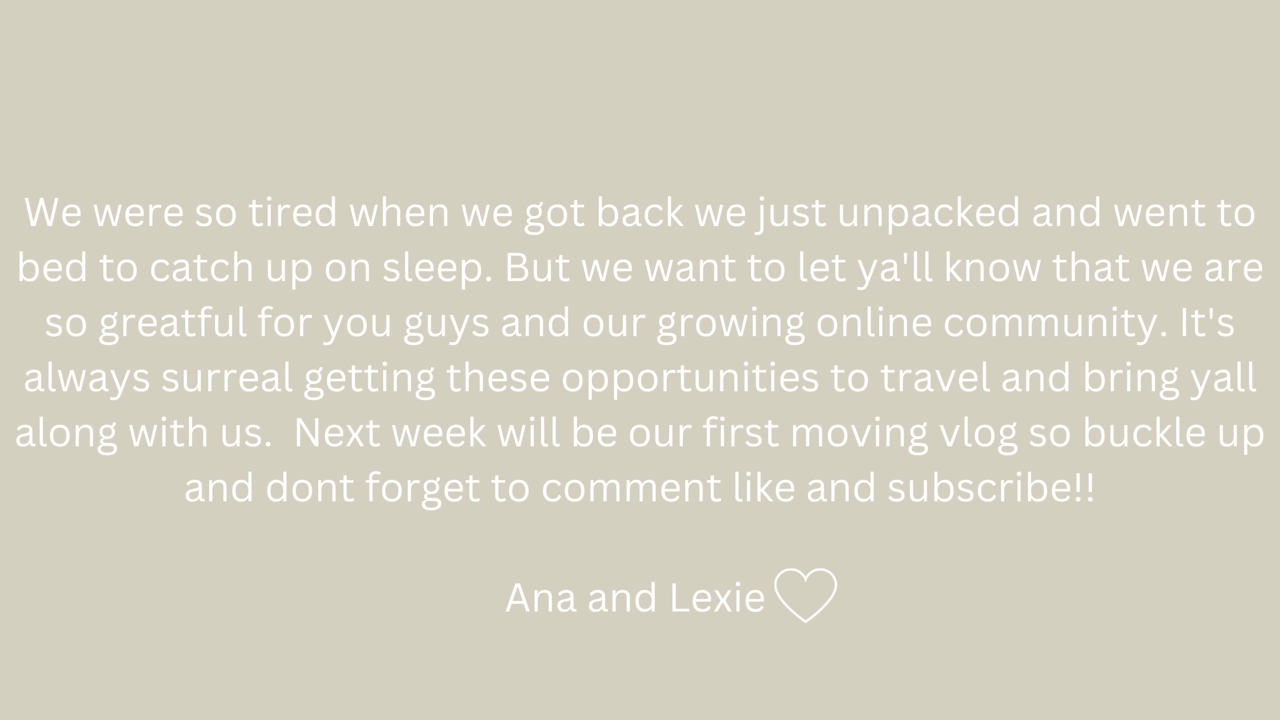 We were so tired when we got back we just unpacked and went to
bed to catch up on sleep. But we want to let ya'll know that we are
so greatful for you guys and our growing online community. It's
always surreal getting these opportunities to travel and bring yall
along with us.  Next week will be our first moving vlog so buckle up
and dont forget to comment like and subscribe!!
Ana and Lexie